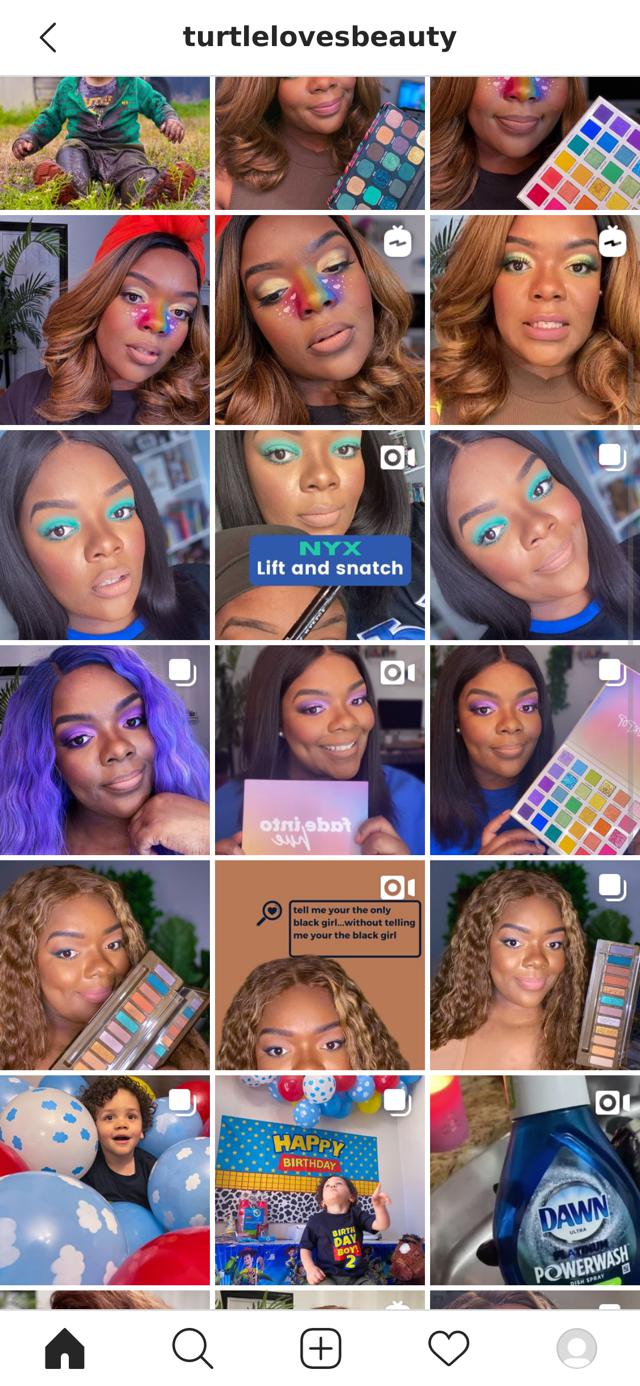 turtlelovesbeauty
NYX
Lift and snatch
fade into
hue
tell me your the only
black girl...without telling
me your the black girl
HAPPY
BIRTHDAY
BIRTH
DAY
BOY!
2
DAWN
ULTRA
PLATINUM
POWERWASH
DISH SPRAY